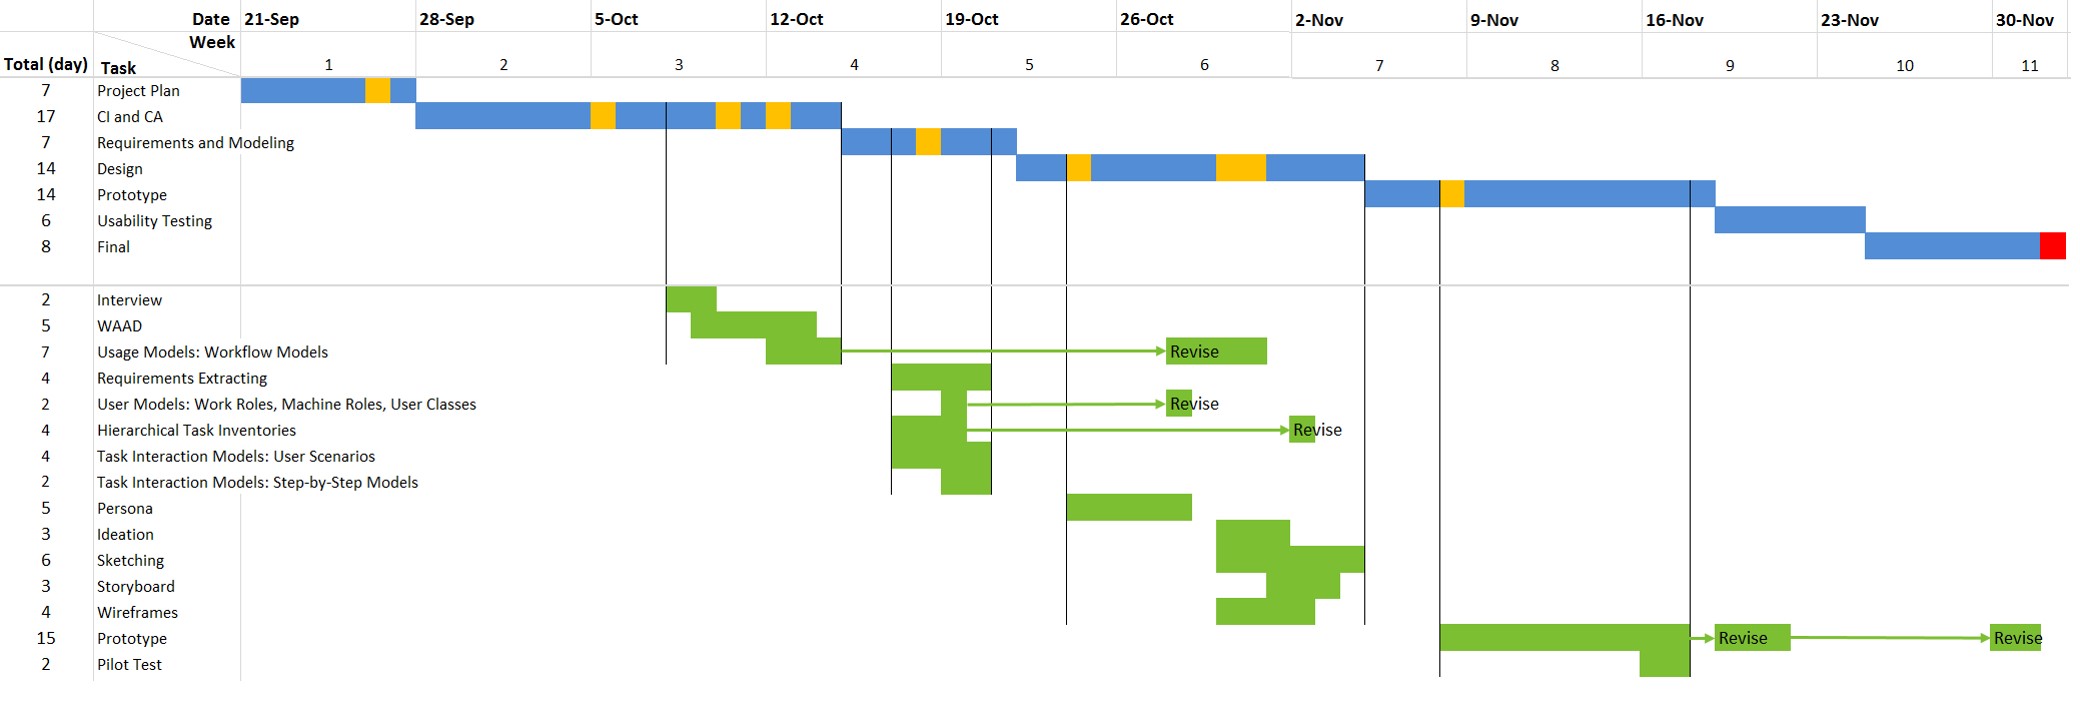 Date 21-Sep 28-Sep 5-Oct 12-Oct 19-Oct 26-Oct 2-Nov 9-Nov 16-Nov 23-Nov 30-Nov
Week
Total (day) Task 1 2 3 4 5 6 7 8 9 10 11
7 Project Plan
17 CI and CA
7 Requirements and Modeling
14 Design
14 Prototype
6 Usability Testing
8 Final
2 Interview
5 WAAD
7 Usage Models: Workflow Models Revise
4 Requirements Extracting
2 User Models: Work Roles, Machine Roles, User Classes Revise
4 Hierarchical Task Inventories Revise
4 Task Interaction Models: User Scenarios
2 Task Interaction Models: Step-by-Step Models
5 Persona
3 Ideation
6 Sketching
3 Storyboard
4 Wireframes
15 Prototype Revise Revise
2 Pilot Test